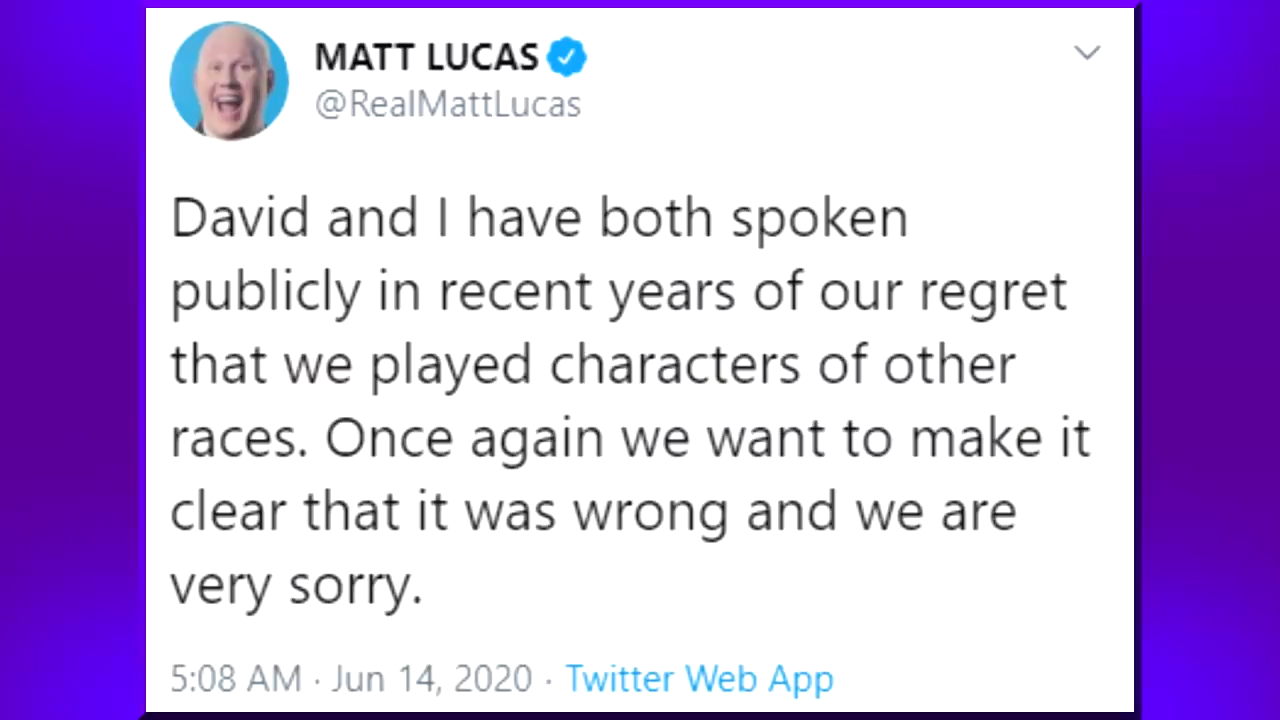 MATT LUCAS
@RealMattLucas
David and I have both spoken
publicly in recent years of our regret
that we played characters of other
races. Once again we want to make it
clear that it was wrong and we are
very sorry.
5:08 AM · Jun 14, 2020 · Twitter Web App